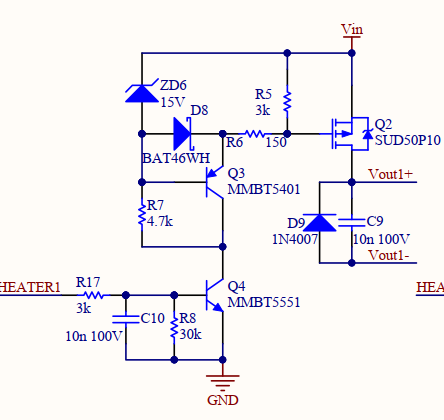 Vin
ZD6
15V
D8
BAT46WH
R5
3k
R6
150
Q2
SUD50P10
Q3
MMBT5401
Vout1+
R7
4.7k
D9
1N4007
C9
10n 100V
Vout1-
HEATER1
R17
3k
Q4
MMBT5551
HEA
C10
10n 100V
R8
30k
GND